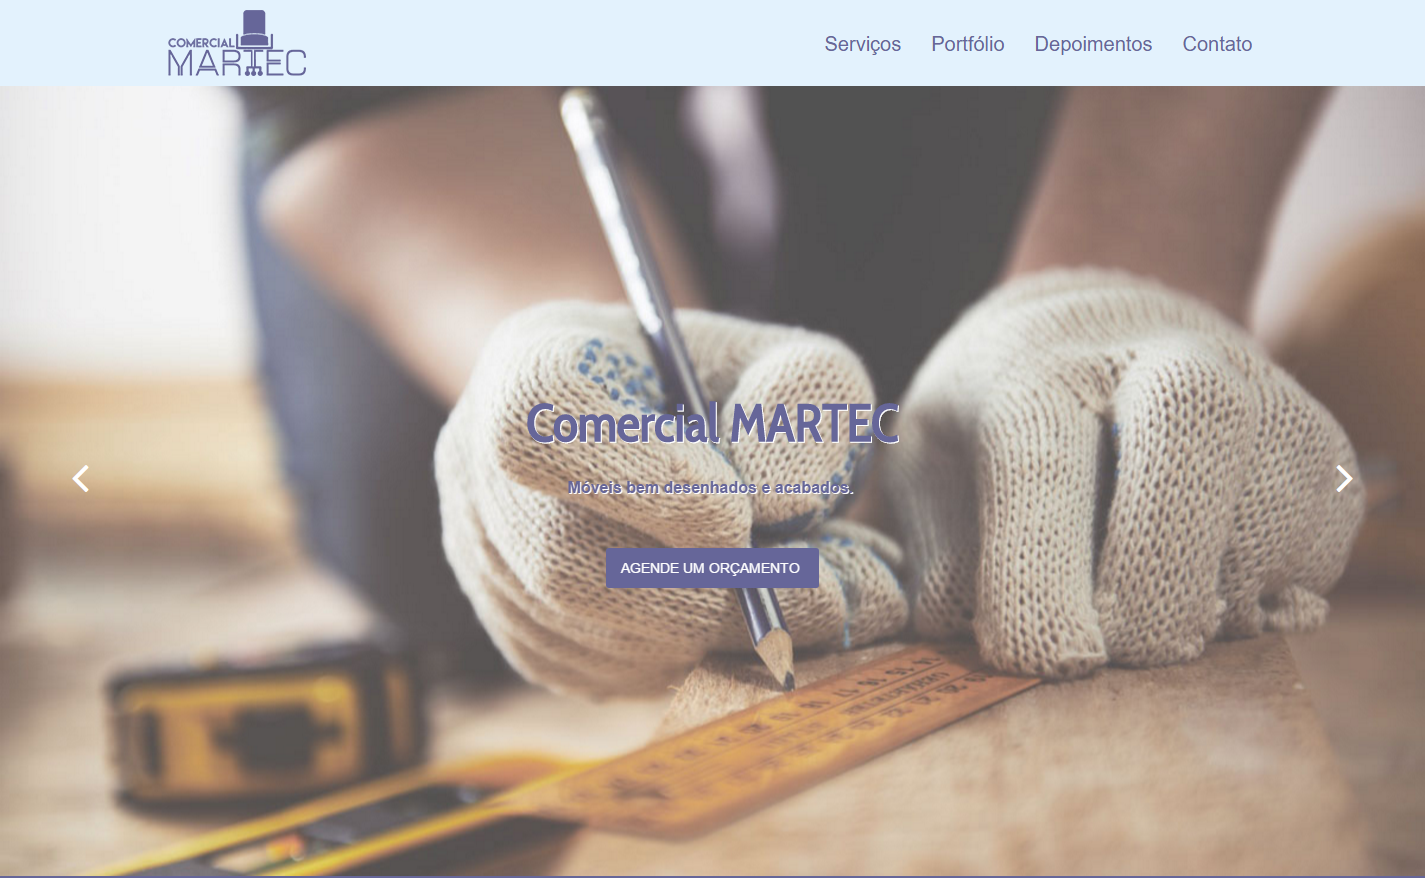 COMERCIAL
MARTEC
Serviços
Portfólio
Depoimentos
Contato
Comercial MARTEC
Móveis bem desenhados e acabados.
AGENDE UM ORÇAMENTO